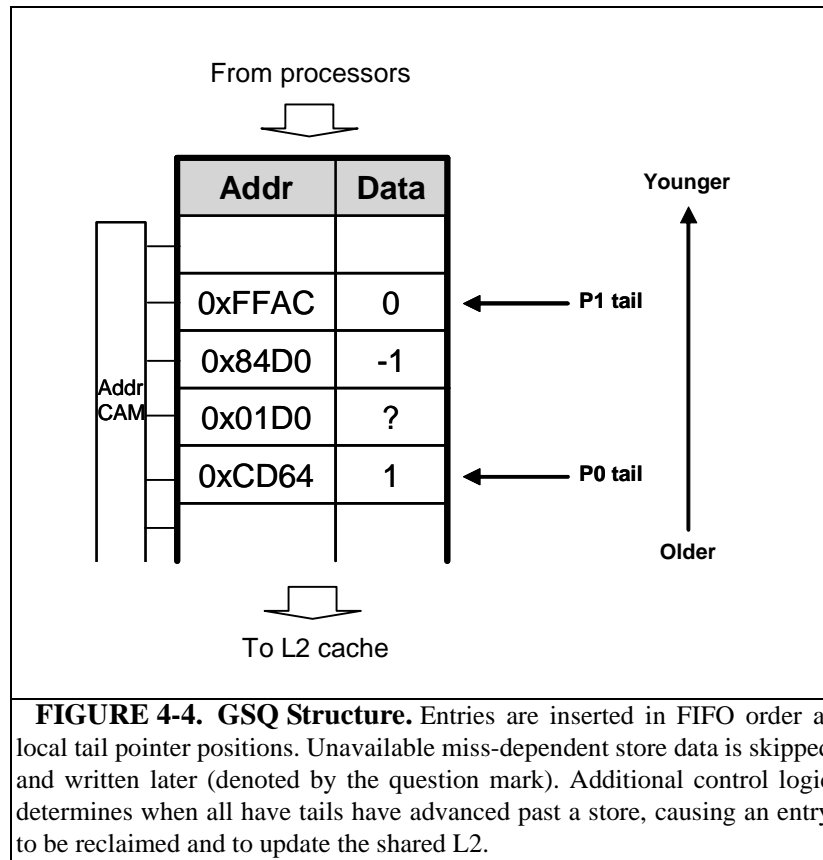 From processors
Addr Data
Younger
0xFFAC 0 P1 tail
0x84D0 -1
Addr
CAM
0x01D0 ?
0xCD64 1 P0 tail
Older
To L2 cache
FIGURE 4-4. GSQ Structure. Entries are inserted in FIFO order a
local tail pointer positions. Unavailable miss-dependent store data is skipped
and written later (denoted by the question mark). Additional control logic
determines when all have tails have advanced past a store, causing an entry
to be reclaimed and to update the shared L2.